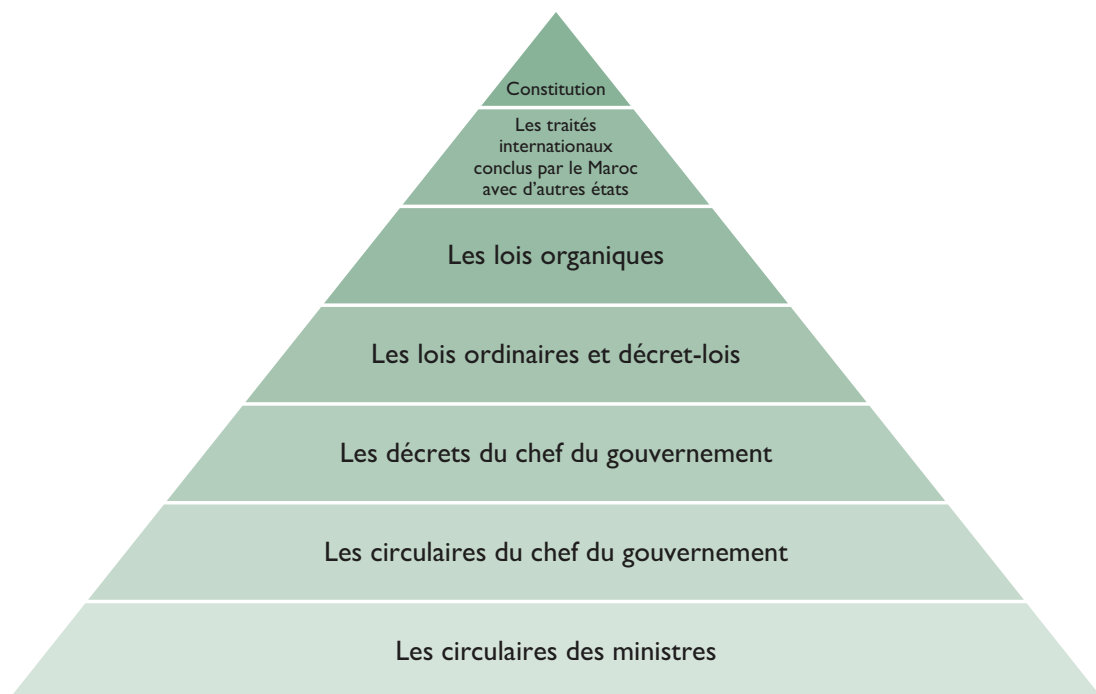 Constitution
Les traités
internationaux
conclus par le Maroc
avec d'autres états
Les lois organiques
Les lois ordinaires et décret-lois
Les décrets du chef du gouvernement
Les circulaires du chef du gouvernement
Les circulaires des ministres